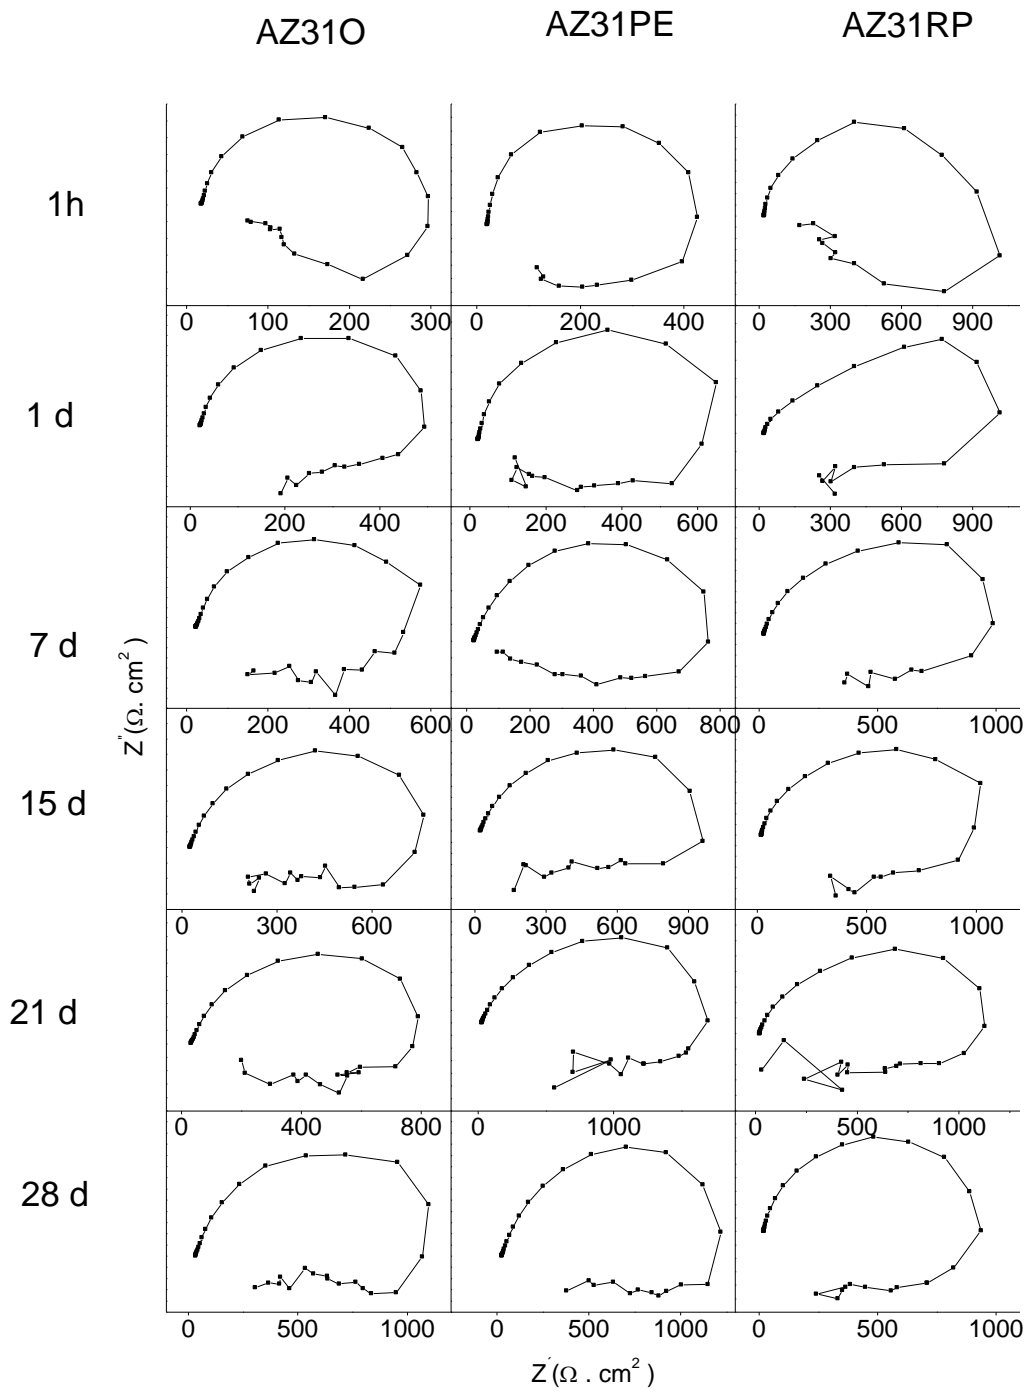 AZ31O AZ31PE AZ31RP
1h
0 100 200 300 0 200 400 0 300 600 900
1 d
0 200 400 0 200 400 600 0 300 600 900
7 d
0 200 400 600 0 200 400 600 800 0 500 1000
Z" (Ω. cm²)
15 d
0 300 600 0 300 600 900 0 500 1000
21 d
0 400 800 0 1000 0 500 1000
28 d
0 500 1000 0 500 1000 0 500 1000
Z´(Ω . cm²)